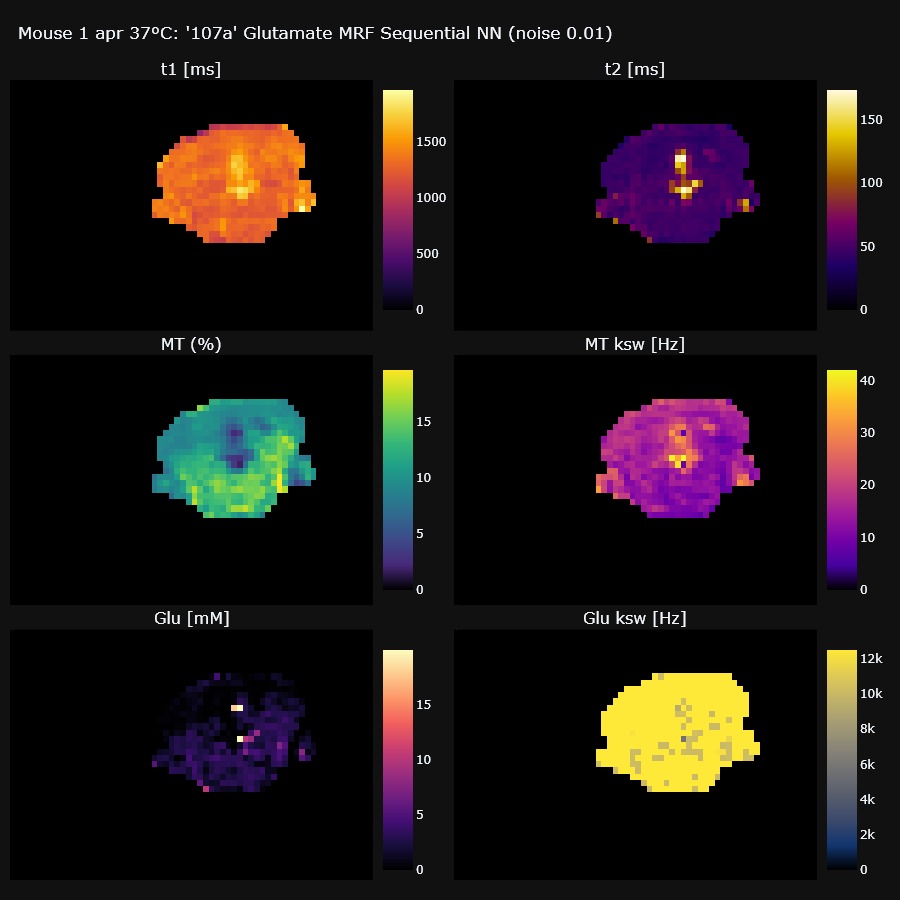 Mouse 1 apr 37ºC: '107a' Glutamate MRF Sequential NN (noise 0.01)
t1 [ms]
t2 [ms]
1500
1000
500
0
150
100
50
0
MT (%)
MT ksw [Hz]
15
10
5
0
40
30
20
10
0
Glu [mM]
Glu ksw [Hz]
15
10
5
0
12k
10k
8k
6k
4k
2k
0